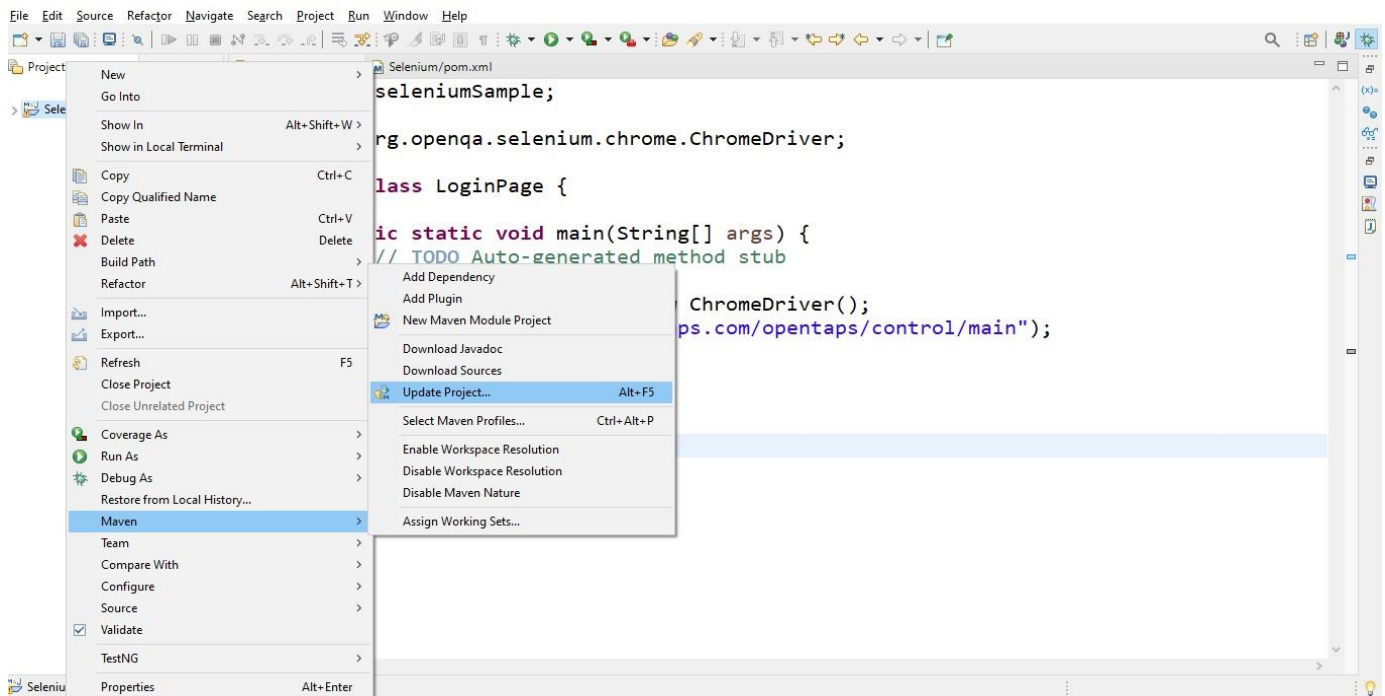 File Edit Source Refactor Navigate Search Project Run Window Help
Project
Selenium/pom.xml
Sele
New
Go Into
Show In Alt+Shift+W
Show in Local Terminal
Copy Ctrl+C
Copy Qualified Name
Paste Ctrl+V
Delete Delete
Build Path
Refactor Alt+Shift+T
Import...
Export...
Refresh F5
Close Project
Close Unrelated Project
Coverage As
Run As
Debug As
Restore from Local History...
Maven
Team
Compare With
Configure
Source
Validate
TestNG
Properties Alt+Enter
Add Dependency
Add Plugin
New Maven Module Project
Download Javadoc
Download Sources
Update Project... Alt+F5
Select Maven Profiles... Ctrl+Alt+P
Enable Workspace Resolution
Disable Workspace Resolution
Disable Maven Nature
Assign Working Sets...
seleniumSample;
rg.openqa.selenium.chrome.ChromeDriver;
lass LoginPage {
ic static void main(String[] args) {
// TODO Auto-generated method stub
ChromeDriver();
ps.com/opentaps/control/main");
(x)=
Seleniu